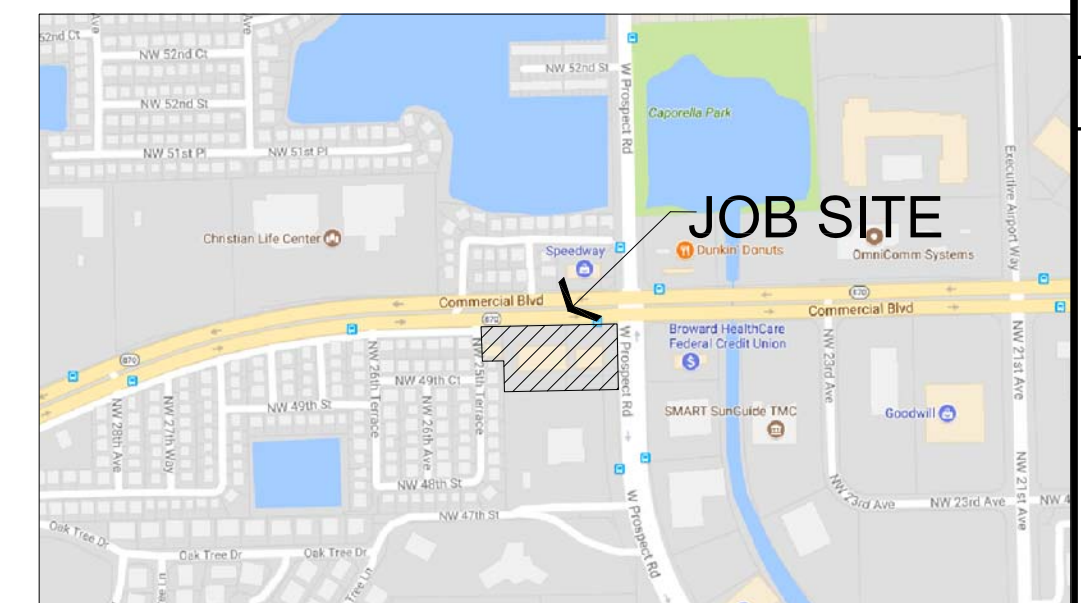 52nd Ct
Ave
Ave
NW 52nd Ct
NW 52nd St
NW 51st Pl
NW 51st Pl
NW 52nd St
W Prospect Rd
Caporella Park
Executive Airport Way
JOB SITE
Christian Life Center
Speedway
Dunkin' Donuts
OmniComm Systems
Commercial Blvd
870
870
Commercial Blvd
870
Broward HealthCare
Federal Credit Union
NW 26th Terrace
NW 25th Terrace
W Prospect Rd
NW 23rd Ave
NW 21st Ave
NW 49th Ct
NW 49th St
NW 28th Ave
NW 27th Way
NW 26th Ave
SMART SunGuide TMC
Goodwill
NW 48th St
NW 47th St
W Prospect Rd
NW 23rd Ave
NW 23rd Ave
NW 21st Ave
NW 4
Oak Tree Dr
Oak Tree Dr
Oak Tree Dr